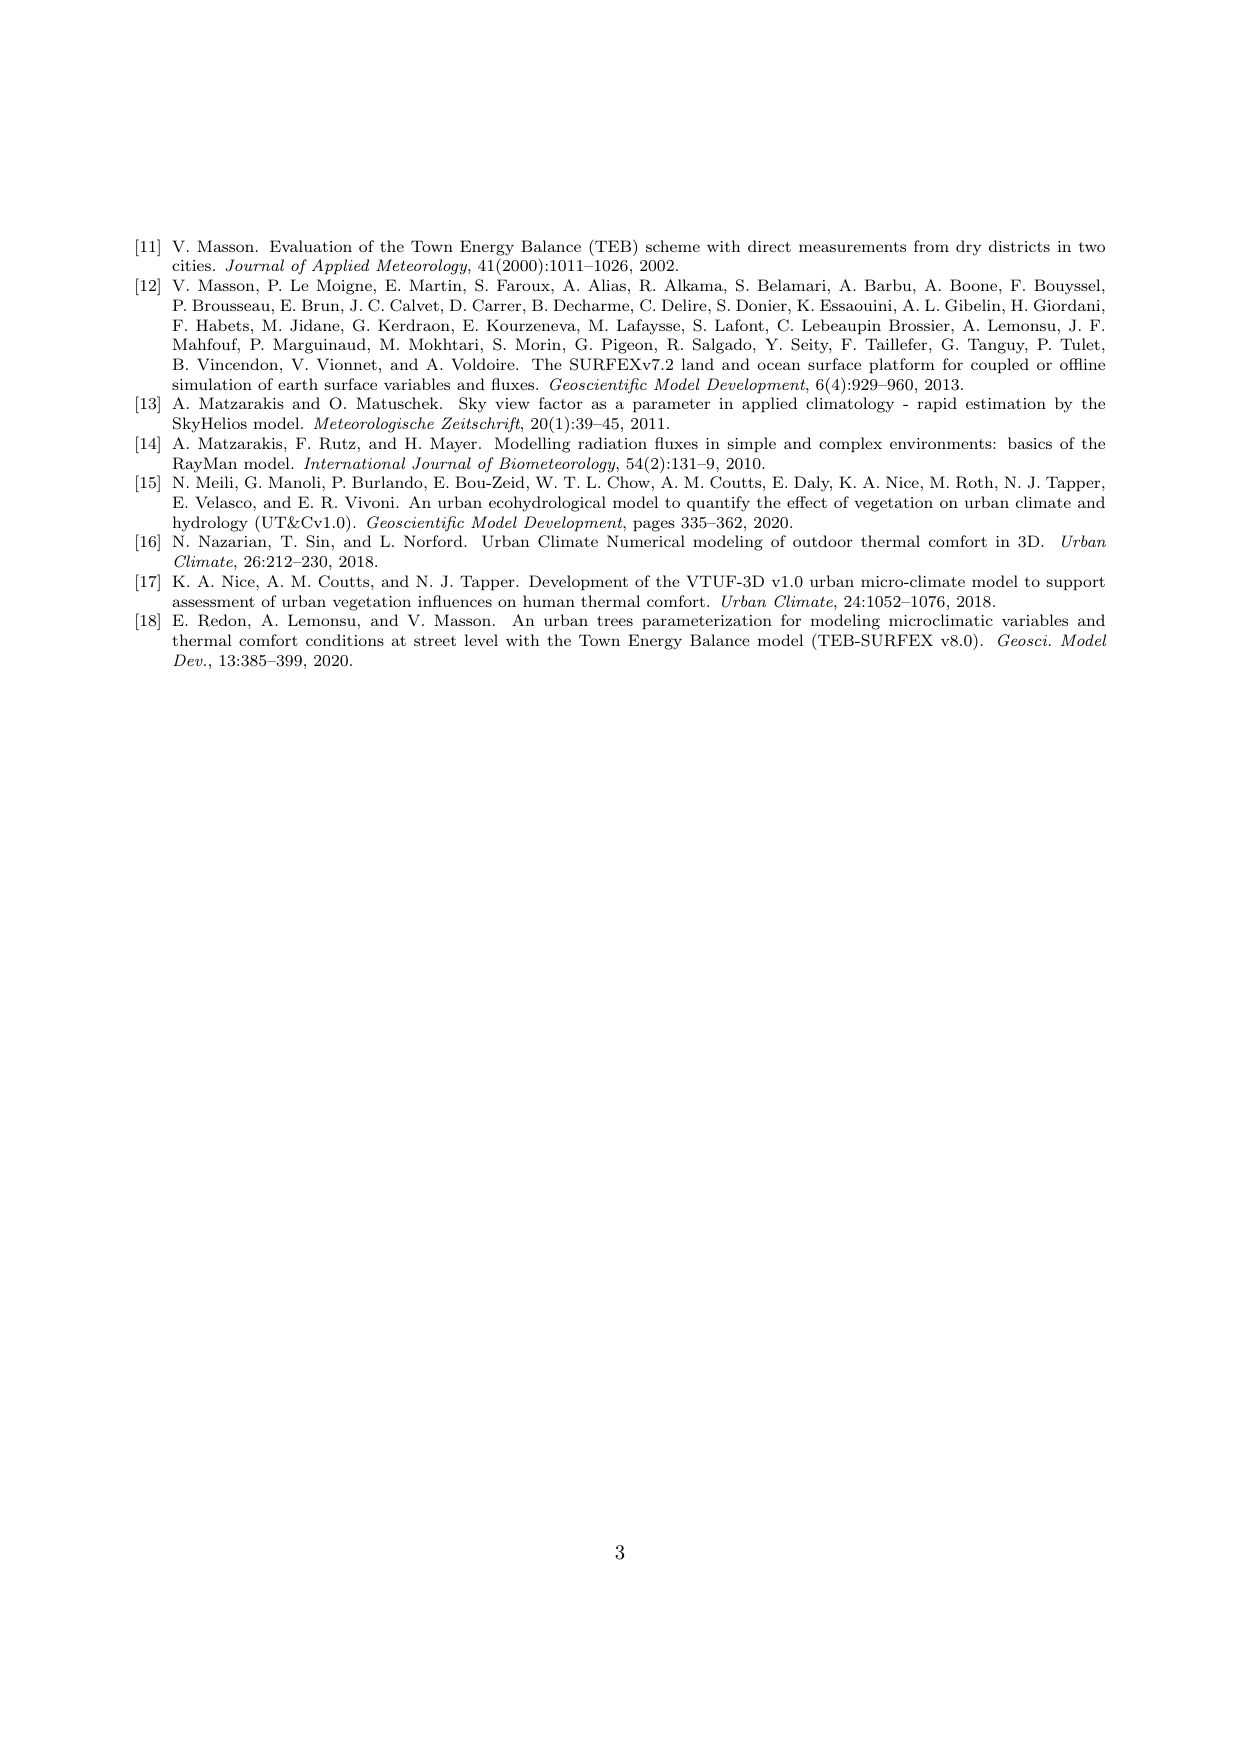 [11] V. Masson. Evaluation of the Town Energy Balance (TEB) scheme with direct measurements from dry districts in two
cities. Journal of Applied Meteorology, 41(2000):1011–1026, 2002.
[12] V. Masson, P. Le Moigne, E. Martin, S. Faroux, A. Alias, R. Alkama, S. Belamari, A. Barbu, A. Boone, F. Bouyssel,
P. Brousseau, E. Brun, J. C. Calvet, D. Carrer, B. Decharme, C. Delire, S. Donier, K. Essaouini, A. L. Gibelin, H. Giordani,
F. Habets, M. Jidane, G. Kerdraon, E. Kourzeneva, M. Lafaysse, S. Lafont, C. Lebeaupin Brossier, A. Lemonsu, J. F.
Mahfouf, P. Marguinaud, M. Mokhtari, S. Morin, G. Pigeon, R. Salgado, Y. Seity, F. Taillefer, G. Tanguy, P. Tulet,
B. Vincendon, V. Vionnet, and A. Voldoire. The SURFEXv7.2 land and ocean surface platform for coupled or offline
simulation of earth surface variables and fluxes. Geoscientific Model Development, 6(4):929–960, 2013.
[13] A. Matzarakis and O. Matuschek. Sky view factor as a parameter in applied climatology - rapid estimation by the
SkyHelios model. Meteorologische Zeitschrift, 20(1):39–45, 2011.
[14] A. Matzarakis, F. Rutz, and H. Mayer. Modelling radiation fluxes in simple and complex environments: basics of the
RayMan model. International Journal of Biometeorology, 54(2):131–9, 2010.
[15] N. Meili, G. Manoli, P. Burlando, E. Bou-Zeid, W. T. L. Chow, A. M. Coutts, E. Daly, K. A. Nice, M. Roth, N. J. Tapper,
E. Velasco, and E. R. Vivoni. An urban ecohydrological model to quantify the effect of vegetation on urban climate and
hydrology (UT&Cv1.0). Geoscientific Model Development, pages 335–362, 2020.
[16] N. Nazarian, T. Sin, and L. Norford. Urban Climate Numerical modeling of outdoor thermal comfort in 3D. Urban
Climate, 26:212–230, 2018.
[17] K. A. Nice, A. M. Coutts, and N. J. Tapper. Development of the VTUF-3D v1.0 urban micro-climate model to support
assessment of urban vegetation influences on human thermal comfort. Urban Climate, 24:1052–1076, 2018.
[18] E. Redon, A. Lemonsu, and V. Masson. An urban trees parameterization for modeling microclimatic variables and
thermal comfort conditions at street level with the Town Energy Balance model (TEB-SURFEX v8.0). Geosci. Model
Dev., 13:385–399, 2020.
3